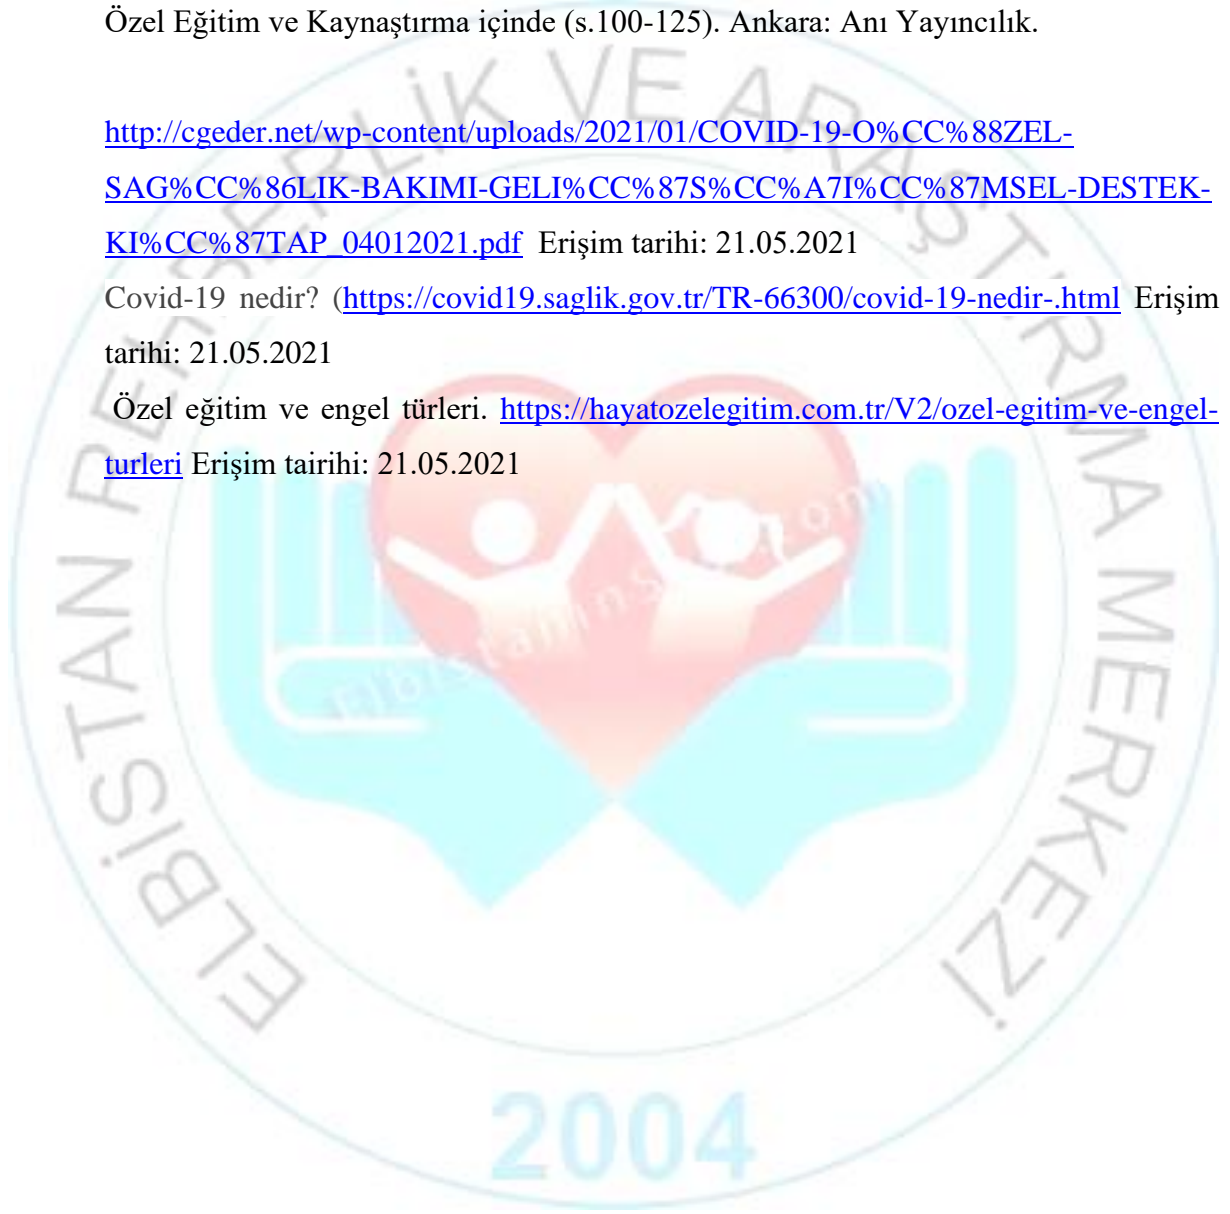 Özel Eğitim ve Kaynaştırma içinde (s.100-125). Ankara: Anı Yayıncılık.
http://cgeder.net/wp-content/uploads/2021/01/COVID-19-O%CC%88ZEL-
SAG%CC%86LIK-BAKIMI-GELI%CC%87S%CC%A7I%CC%87MSEL-DESTEK-
KI%CC%87TAP_04012021.pdf Erişim tarihi: 21.05.2021
Covid-19 nedir? (https://covid19.saglik.gov.tr/TR-66300/covid-19-nedir-.html Erişim
tarihi: 21.05.2021
Özel eğitim ve engel türleri. https://hayatozelegitim.com.tr/V2/ozel-egitim-ve-engel-
turleri Erişim tairihi: 21.05.2021
ELBİSTAN REHBERLİK VE ARAŞTIRMA MERKEZİ
2004